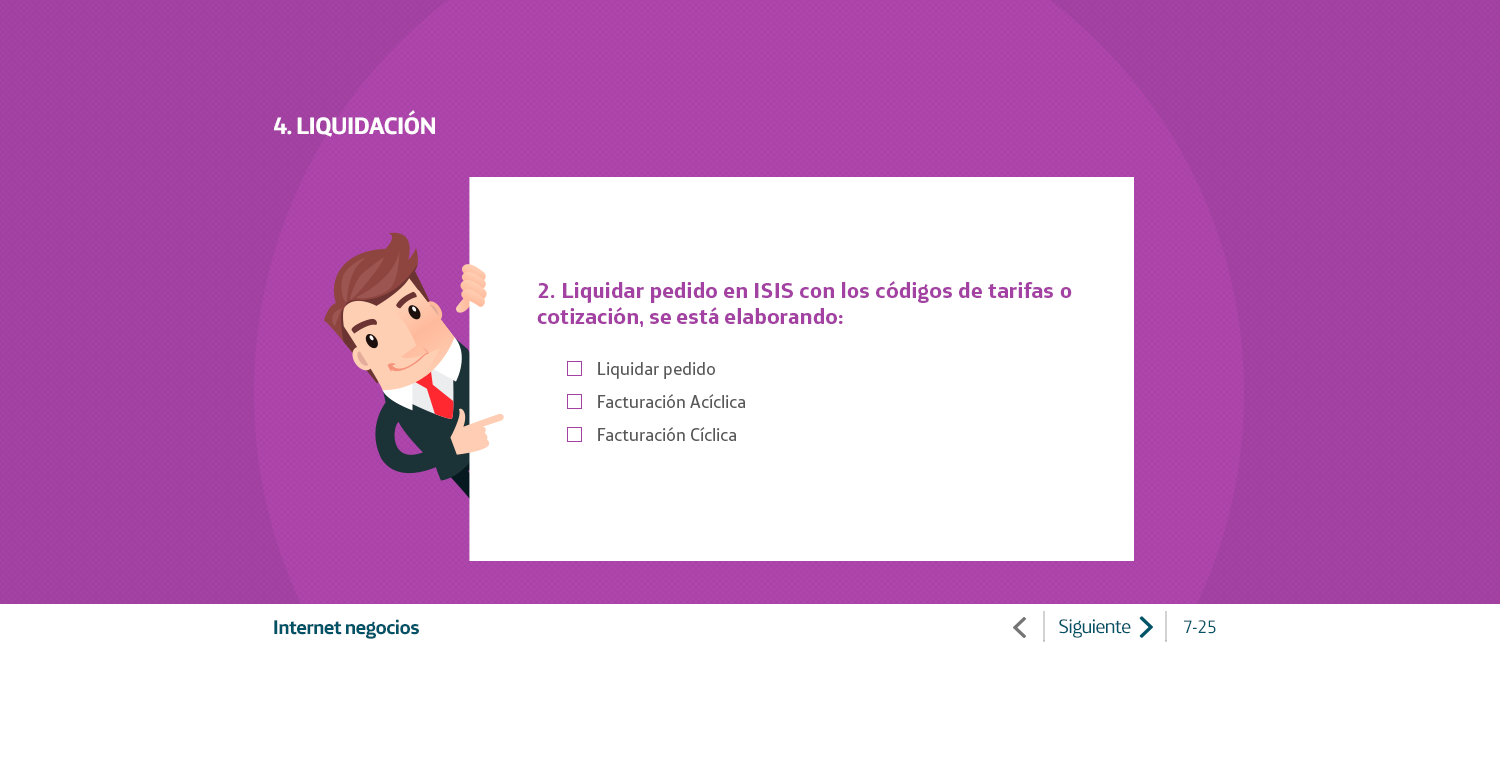 4. LIQUIDACIÓN
2. Liquidar pedido en ISIS con los códigos de tarifas o
cotización, se está elaborando:
Liquidar pedido
Facturación Acíclica
Facturación Cíclica
Internet negocios
Siguiente
7-25